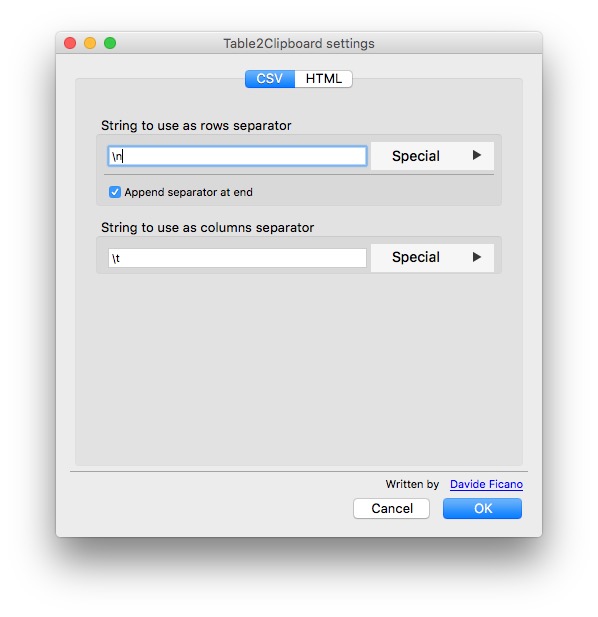 Table2Clipboard settings
CSV HTML
String to use as rows separator
\n Special
Append separator at end
String to use as columns separator
\t Special
Written by Davide Ficano
Cancel OK